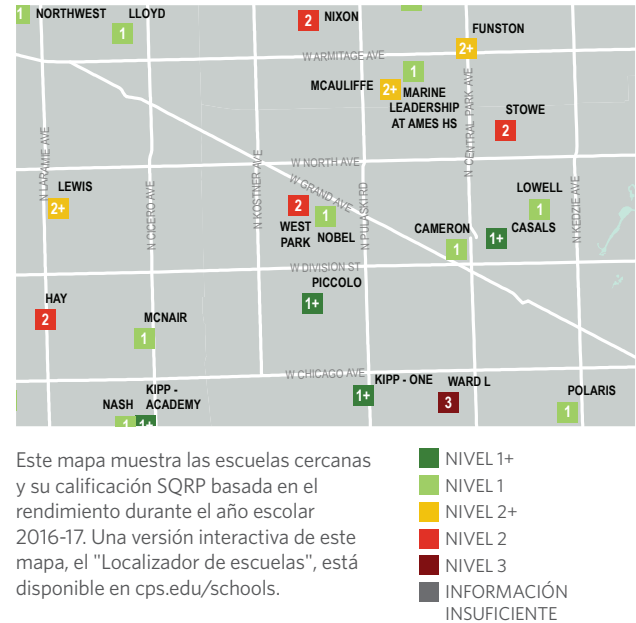 1 NORTHWEST
LLOYD
1
2 NIXON
FUNSTON
2+
W ARMITAGE AVE
1
MCAULIFFE 2+ MARINE
LEADERSHIP
AT AMES HS
N CENTRAL PARK AVE
STOWE
2
N LARAMIE AVE
N CICERO AVE
N KOSTNER AVE
W NORTH AVE
W GRAND AVE
N PULASKI RD
N KEDZIE AVE
LEWIS
2+
2
WEST
PARK
1
NOBEL
LOWELL
1
CAMERON
1
1+
CASALS
W DIVISION ST
PICCOLO
1+
HAY
2
MCNAIR
1
W CHICAGO AVE
KIPP -
ACADEMY
1+
NASH
1
KIPP - ONE
1+
WARD L
3
POLARIS
1
Este mapa muestra las escuelas cercanas
y su calificación SQRP basada en el
rendimiento durante el año escolar
2016-17. Una versión interactiva de este
mapa, el "Localizador de escuelas", está
disponible en cps.edu/schools.
NIVEL 1+
NIVEL 1
NIVEL 2+
NIVEL 2
NIVEL 3
INFORMACIÓN
INSUFICIENTE